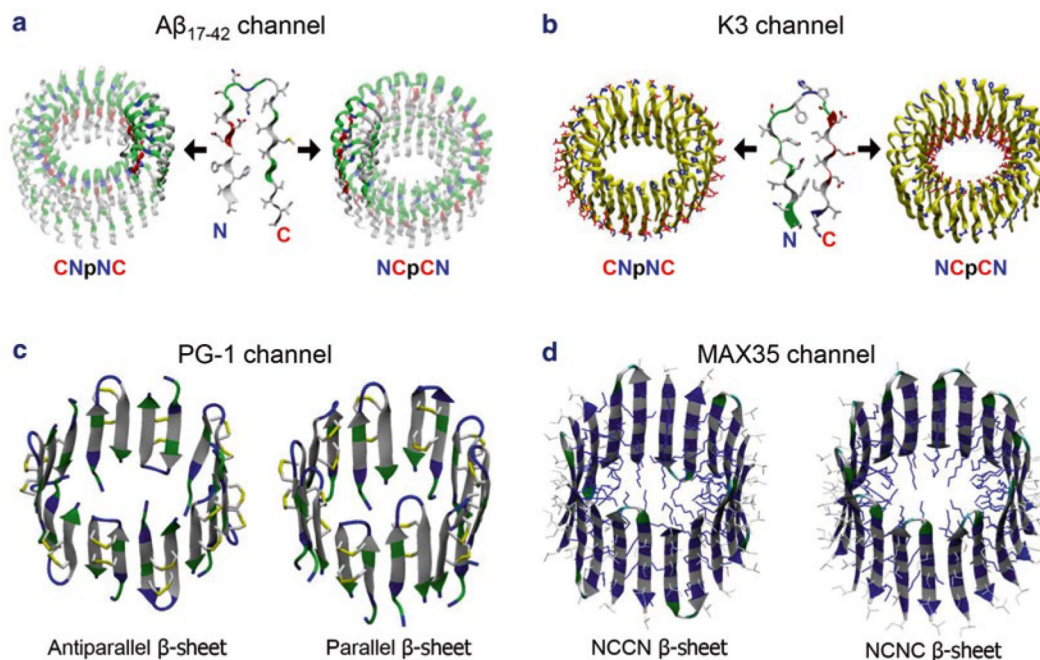 a
Aβ17-42 channel
N
C
CNpNC
NCpCN
b
K3 channel
N
C
CNpNC
NCpCN
c
PG-1 channel
Antiparallel β-sheet
Parallel β-sheet
d
MAX35 channel
NCCN β-sheet
NCNC β-sheet